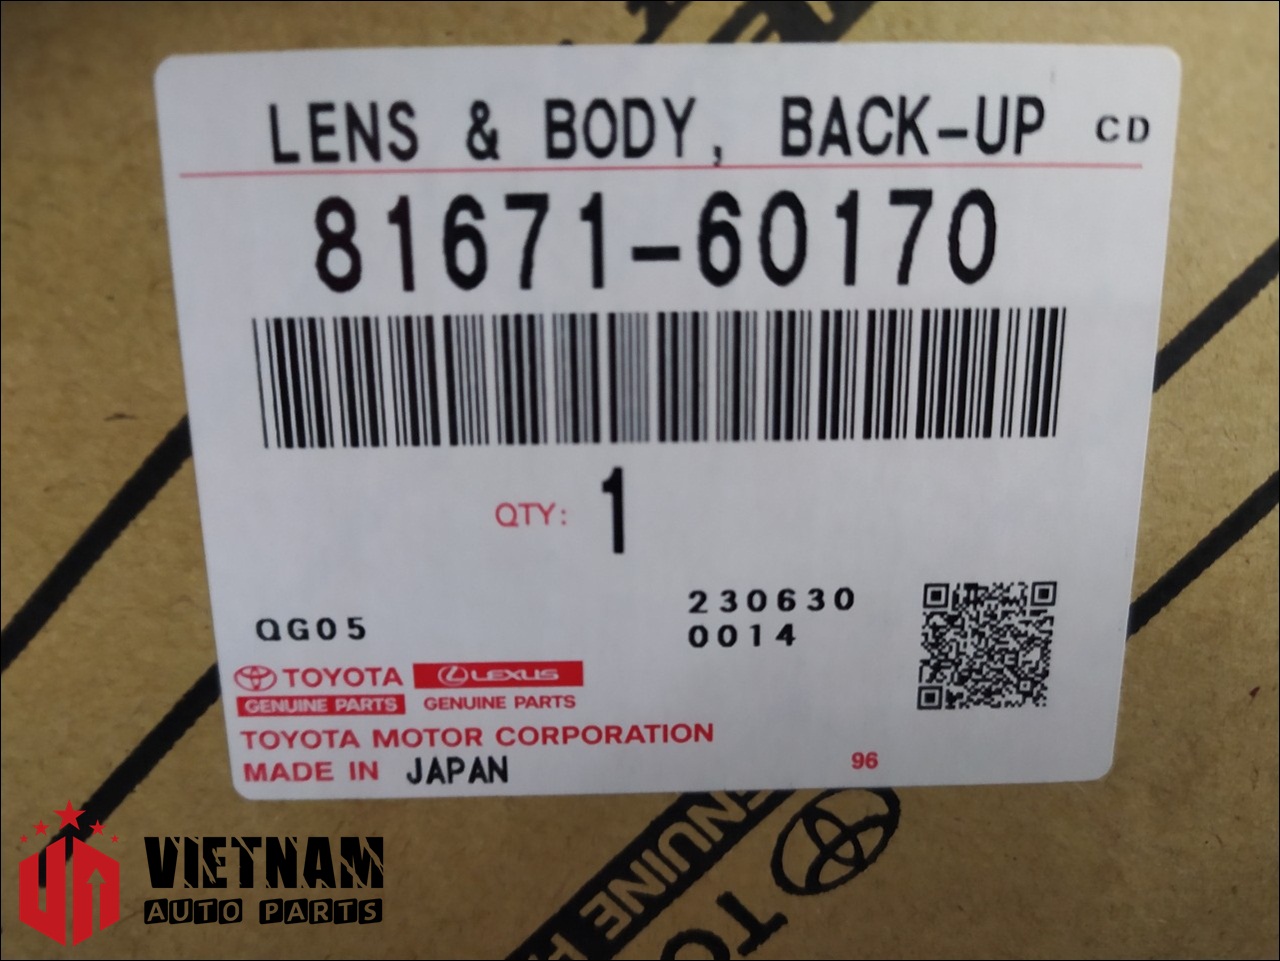 LENS & BODY, BACK-UP CD
81671-60170
QTY: 1
230630
QG05 0014
TOYOTA LEXUS
GENUINE PARTS GENUINE PARTS
TOYOTA MOTOR CORPORATION
MADE IN JAPAN 96
VIETNAM
AUTO PARTS